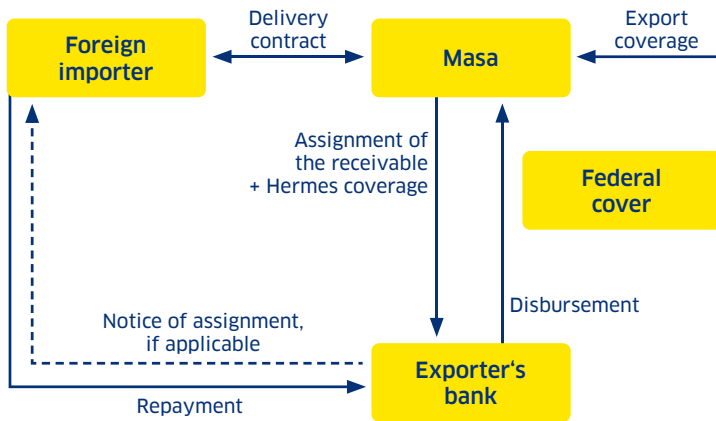 Foreign
importer
Delivery
contract
Masa
Export
coverage
Assignment of
the receivable
+ Hermes coverage
Federal
cover
Disbursement
Notice of assignment,
if applicable
Exporter‘s
bank
Repayment